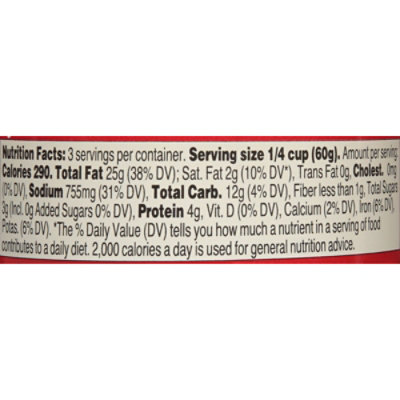 Nutrition Facts: 3 servings per container. Serving size 1/4 cup (60g). Amount per serving:
Calories 290. Total Fat 25g (38% DV); Sat. Fat 2g (10% DV*), Trans Fat 0g, Cholest. 0mg
(0% DV), Sodium 755mg (31% DV), Total Carb. 12g (4% DV), Fiber less than 1g, Total Sugars
3g (Incl. 0g Added Sugars 0% DV), Protein 4g, Vit. D (0% DV), Calcium (2% DV), Iron (6% DV),
Potas. (6% DV). *The % Daily Value (DV) tells you how much a nutrient in a serving of food
contributes to a daily diet. 2,000 calories a day is used for general nutrition advice.